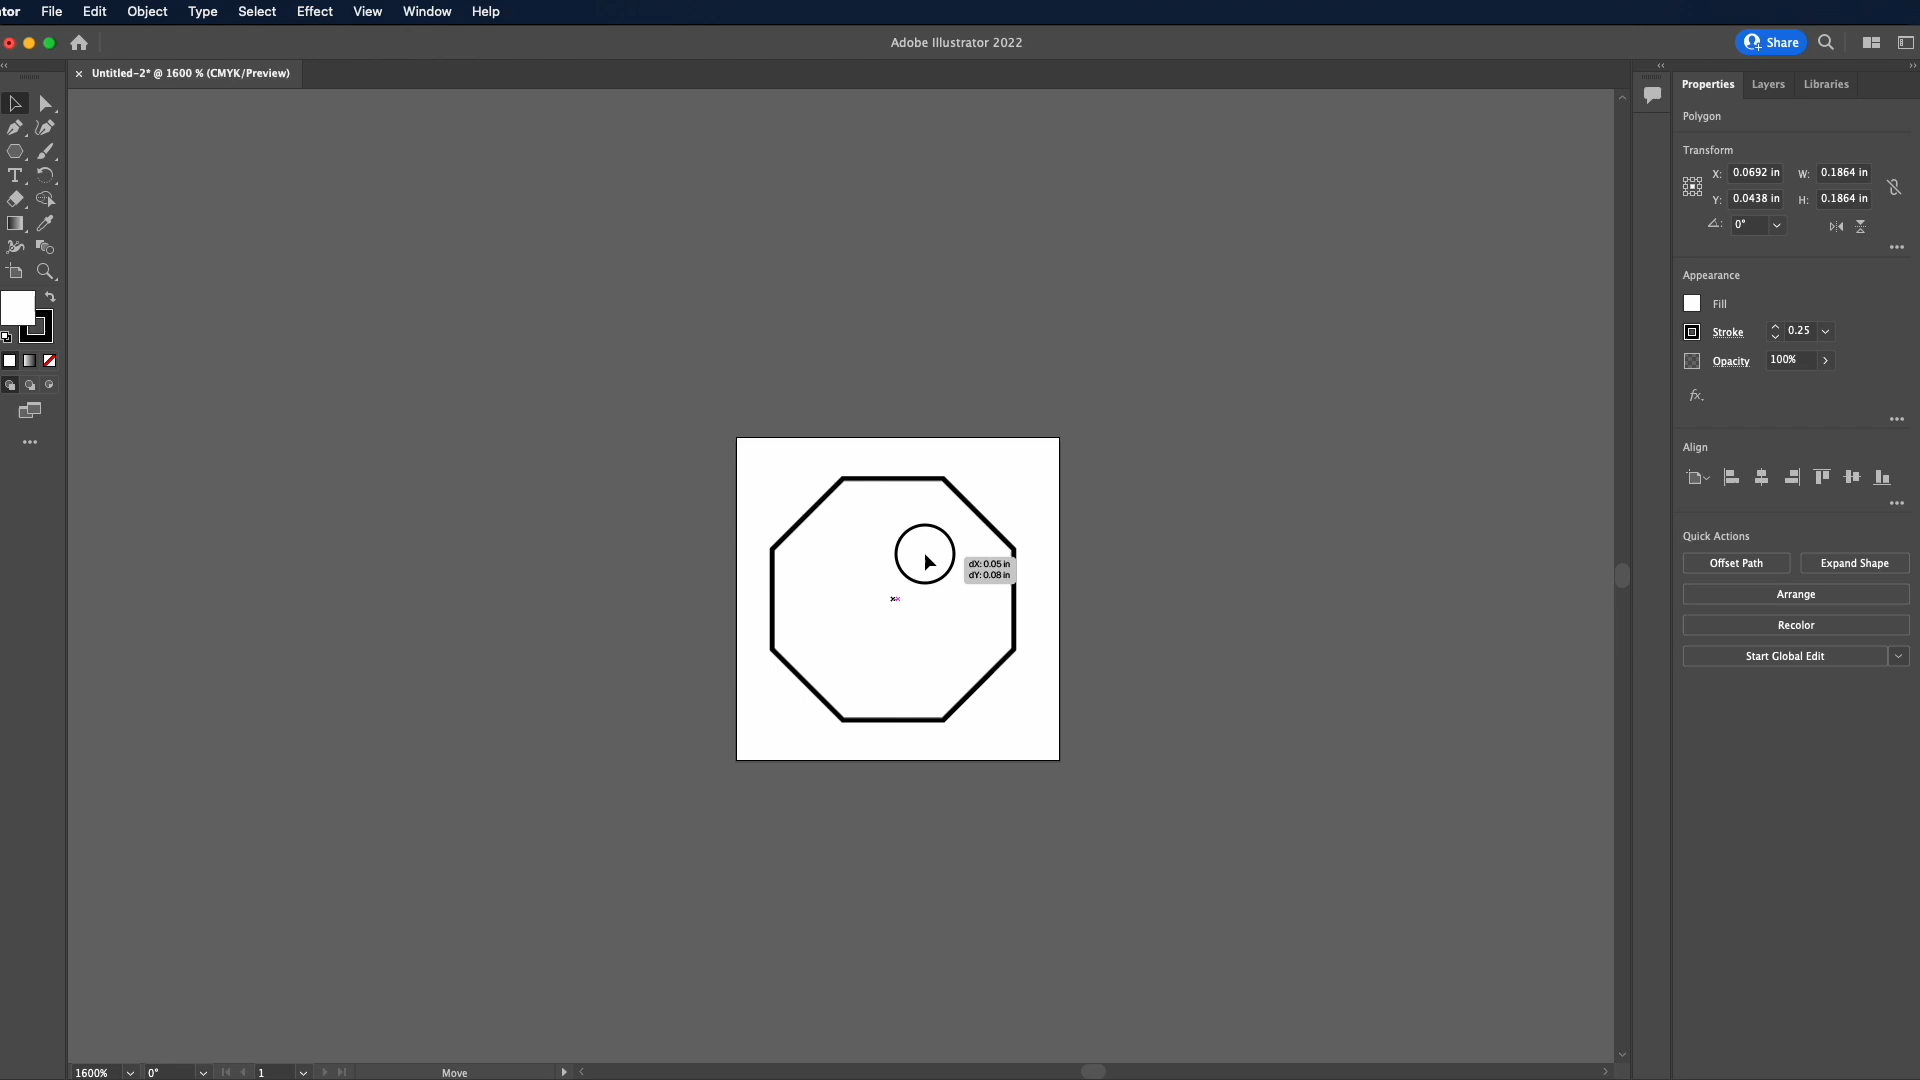 tor File Edit Object Type Select Effect View Window Help
Adobe Illustrator 2022
Share
× Untitled-2* @ 1600 % (CMYK/Preview)
Properties Layers Libraries
Polygon
Transform
X: 0.0692 in W: 0.1864 in
Y: 0.0438 in H: 0.1864 in
0°
Appearance
Fill
Stroke 0.25
Opacity 100%
fx
Align
Quick Actions
Offset Path Expand Shape
Arrange
Recolor
Start Global Edit
dX: 0.05 in
dY: 0.08 in
1600% 0° 1 Move